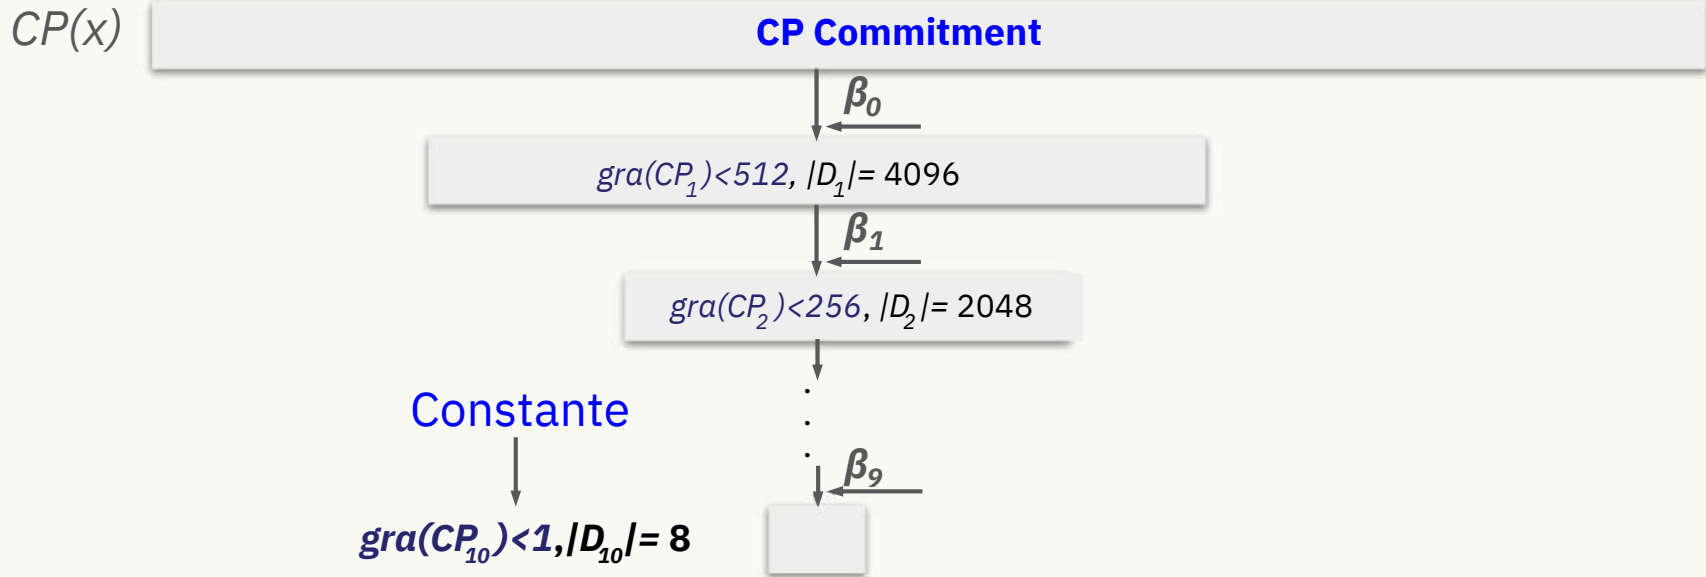 CP(x) CP Commitment
β₀
gra(CP₁)<512, |D₁|= 4096
β₁
gra(CP₂)<256, |D₂|= 2048
Constante
β₉
gra(CP₁₀)<1,|D₁₀|= 8